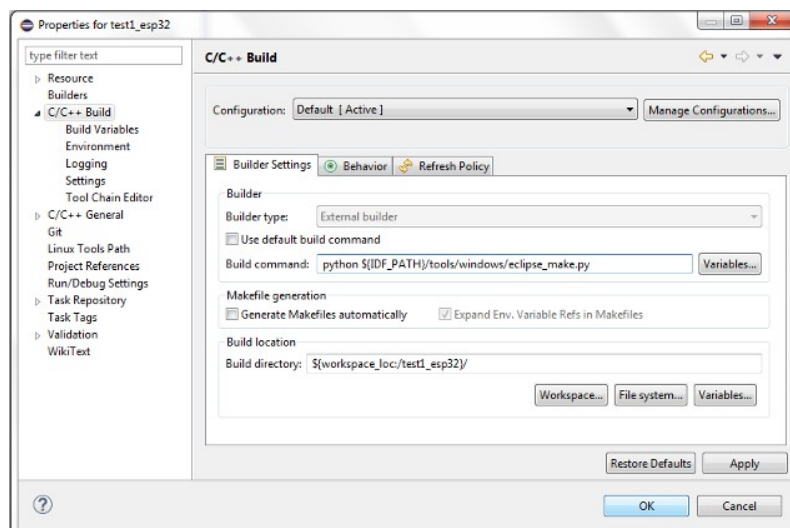 Properties for test1_esp32
type filter text
Resource
Builders
C/C++ Build
Build Variables
Environment
Logging
Settings
Tool Chain Editor
C/C++ General
Git
Linux Tools Path
Project References
Run/Debug Settings
Task Repository
Task Tags
Validation
WikiText
C/C++ Build
Configuration: Default [ Active ] Manage Configurations...
Builder Settings Behavior Refresh Policy
Builder
Builder type: External builder
Use default build command
Build command: python ${IDF_PATH}/tools/windows/eclipse_make.py Variables...
Makefile generation
Generate Makefiles automatically Expand Env. Variable Refs in Makefiles
Build location
Build directory: ${workspace_loc:/test1_esp32}/
Workspace... File system... Variables...
Restore Defaults Apply
OK Cancel